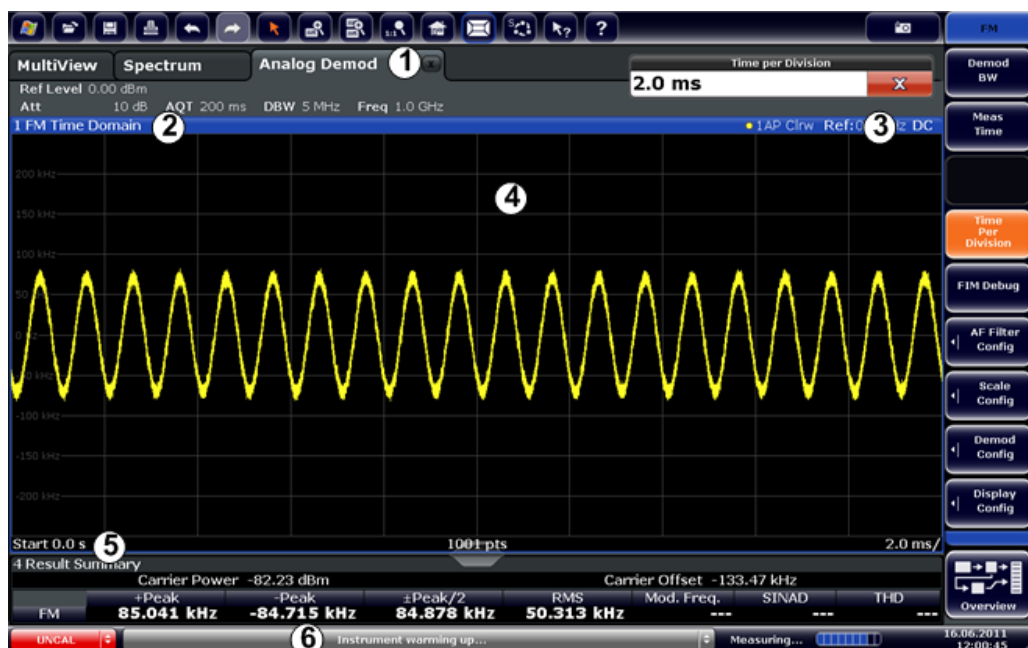 1:1
S
?
?
FM
MultiView Spectrum Analog Demod 1 x
Time per Division
2.0 ms X
Ref Level 0.00 dBm
Att 10 dB AQT 200 ms DBW 5 MHz Freq 1.0 GHz
1 FM Time Domain 2 1AP Clrw Ref: 3 DC
Demod BW
Meas Time
4
200 kHz
150 kHz
100 kHz
-100 kHz
-150 kHz
-200 kHz
Time Per Division
FIM Debug
AF Filter Config
Scale Config
Demod Config
Display Config
Overview
Start 0.0 s 5 1001 pts 2.0 ms/
4 Result Summary
Carrier Power -82.23 dBm Carrier Offset -133.47 kHz
+Peak -Peak ±Peak/2 RMS Mod. Freq. SINAD THD
FM 85.041 kHz -84.715 kHz 84.878 kHz 50.313 kHz --- --- ---
UNCAL 6 Instrument warming up... Measuring... 16.06.2011
12:00:45